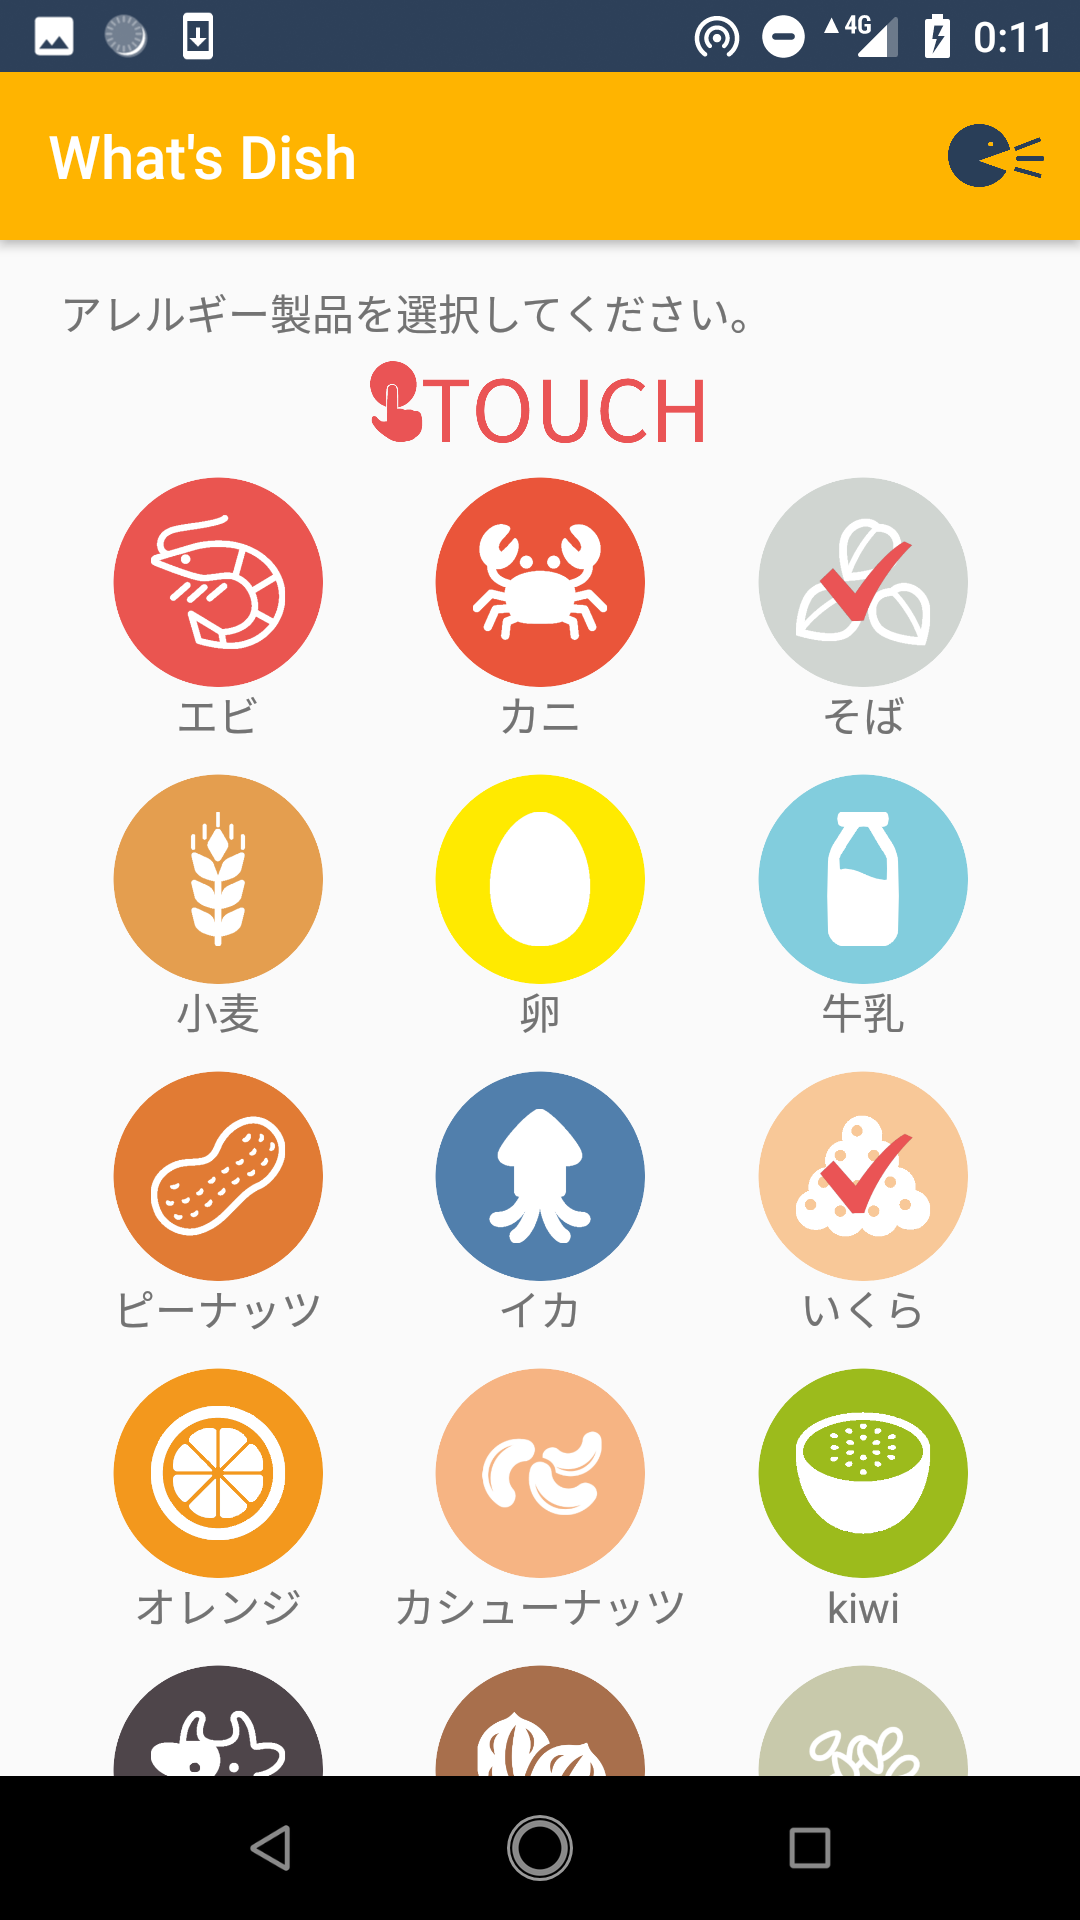 4G 0:11
What's Dish
アレルギー製品を選択してください。
TOUCH
エビ カニ そば
小麦 卵 牛乳
ピーナッツ イカ いくら
オレンジ カシューナッツ kiwi